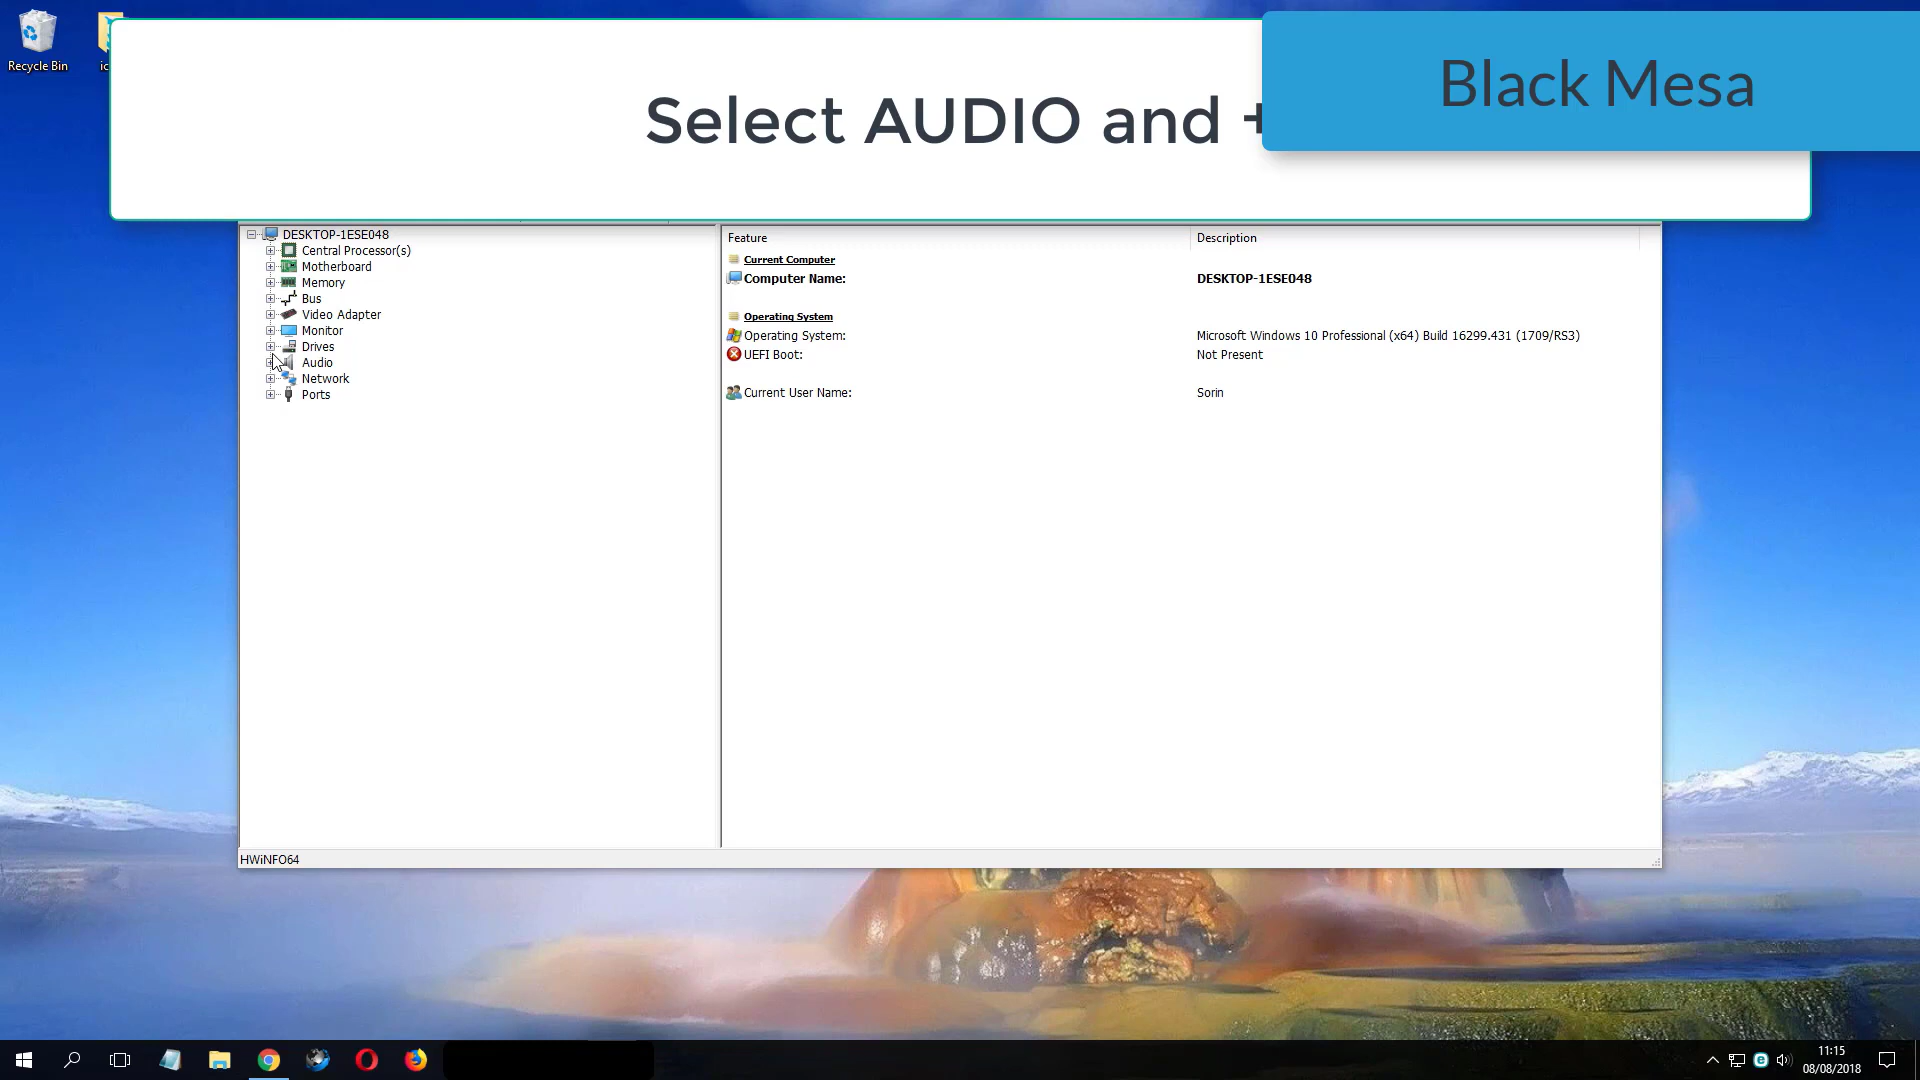 Recycle Bin
ic
Select AUDIO and +
Black Mesa
DESKTOP-1ESE048
Central Processor(s)
Motherboard
Memory
Bus
Video Adapter
Monitor
Drives
Audio
Network
Ports
Feature Description
Current Computer
Computer Name: DESKTOP-1ESE048
Operating System
Operating System: Microsoft Windows 10 Professional (x64) Build 16299.431 (1709/RS3)
UEFI Boot: Not Present
Current User Name: Sorin
HWiNFO64
11:15
08/08/2018